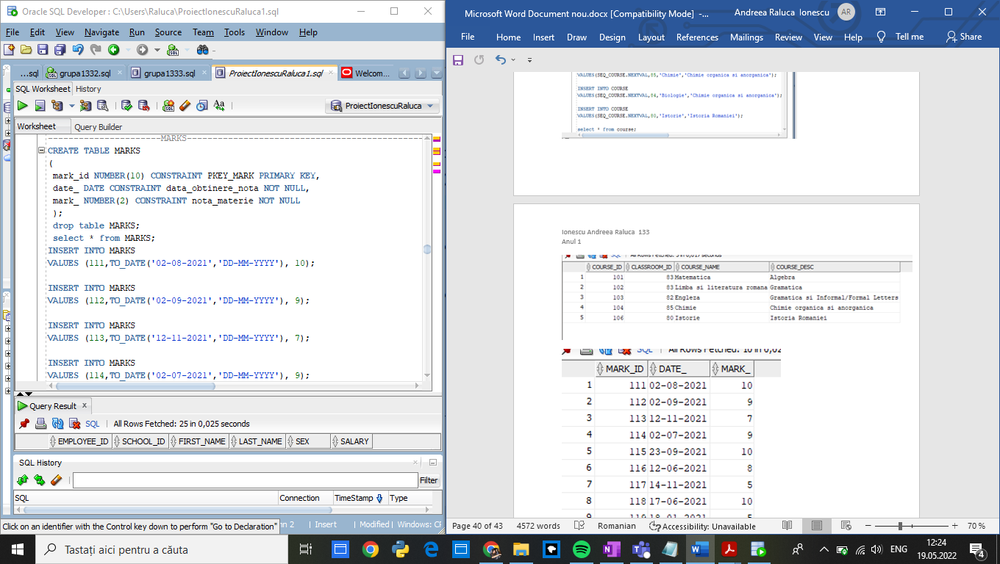 Oracle SQL Developer : C:\Users\Raluca\ProiectIonescuRaluca1.sql
File Edit View Navigate Run Source Team Tools Window Help
...sql grupa1332.sql grupa1333.sql ProiectIonescuRaluca1.sql Welcom...
SQL Worksheet History
ProiectIonescuRaluca
Worksheet Query Builder
MARKS
CREATE TABLE MARKS
(
mark_id NUMBER(10) CONSTRAINT PKEY_MARK PRIMARY KEY,
date_ DATE CONSTRAINT data_obtinere_nota NOT NULL,
mark_ NUMBER(2) CONSTRAINT nota_materie NOT NULL
);
drop table MARKS;
select * from MARKS;
INSERT INTO MARKS
VALUES (111,TO_DATE('02-08-2021','DD-MM-YYYY'), 10);
INSERT INTO MARKS
VALUES (112,TO_DATE('02-09-2021','DD-MM-YYYY'), 9);
INSERT INTO MARKS
VALUES (113,TO_DATE('12-11-2021','DD-MM-YYYY'), 7);
INSERT INTO MARKS
VALUES (114,TO_DATE('02-07-2021','DD-MM-YYYY'), 9);
Query Result x
SQL | All Rows Fetched: 25 in 0,025 seconds
EMPLOYEE_ID SCHOOL_ID FIRST_NAME LAST_NAME SEX SALARY
SQL History
Filter
SQL Connection TimeStamp Type
Click on an identifier with the Control key down to perform "Go to Declaration"
2 | Insert | Modified | Windows:
Microsoft Word Document nou.docx [Compatibility Mode] -...
Andreea Raluca Ionescu AR
File Home Insert Draw Design Layout References Mailings Review View Help Tell me Share
VALUES(SEQ_COURSE.NEXTVAL,85,'Chimie','Chimie organica si anorganica');
INSERT INTO COURSE
VALUES(SEQ_COURSE.NEXTVAL,84,'Biologie','Chimie organica si anorganica');
INSERT INTO COURSE
VALUES(SEQ_COURSE.NEXTVAL,80,'Istorie','Istoria Romaniei');
select * from course;
Ionescu Andreea Raluca 133
Anul 1
COURSE_ID CLASSROOM_ID COURSE_NAME COURSE_DESC
1 101 83 Matematica Algebra
2 102 83 Limba si literatura romana Gramatica
3 103 82 Engleza Gramatica si Informal/Formal Letters
4 104 85 Chimie Chimie organica si anorganica
5 106 80 Istorie Istoria Romaniei
SQL | All Rows Fetched: 10 in 0,02
MARK_ID DATE_ MARK_
1 111 02-08-2021 10
2 112 02-09-2021 9
3 113 12-11-2021 7
4 114 02-07-2021 9
5 115 23-09-2021 10
6 116 12-06-2021 8
7 117 14-11-2021 5
8 118 17-06-2021 10
Page 40 of 43 4572 words Romanian Accessibility: Unavailable 70 %
Tastați aici pentru a căuta
ENG
12:24
19.05.2022
4